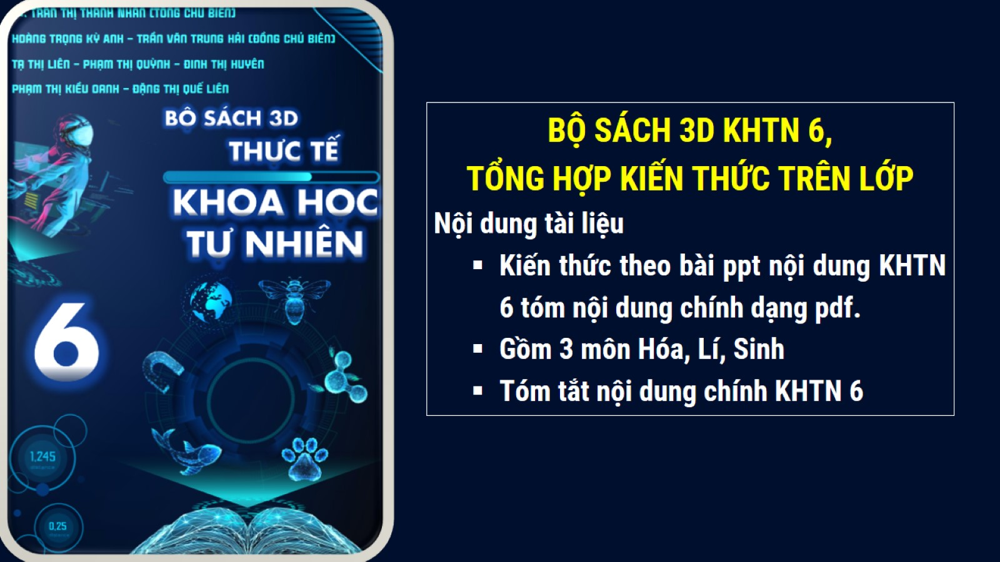 TRẦN THỊ THANH NHÀN (TỔNG CHỦ BIÊN)
HOÀNG TRỌNG KỲ ANH – TRẦN VĂN TRUNG HẢI (ĐỒNG CHỦ BIÊN)
TẠ THỊ LIÊN – PHẠM THỊ QUỲNH – ĐINH THỊ HUYÊN
PHẠM THỊ KIỀU OANH – ĐẶNG THỊ QUẾ LIÊN
BỘ SÁCH 3D
THỰC TẾ
KHOA HỌC
TỰ NHIÊN
6
1,245
distance
0,25
distance
BỘ SÁCH 3D KHTN 6,
TỔNG HỢP KIẾN THỨC TRÊN LỚP
Nội dung tài liệu
▪ Kiến thức theo bài ppt nội dung KHTN
6 tóm nội dung chính dạng pdf.
▪ Gồm 3 môn Hóa, Lí, Sinh
▪ Tóm tắt nội dung chính KHTN 6